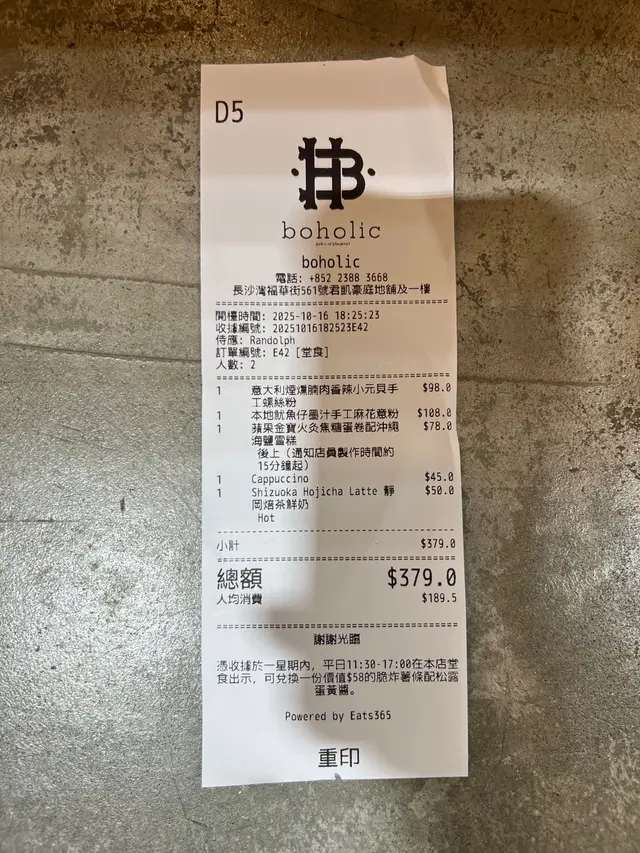 D5
HB
boholic
boholic
電話: +852 2388 3668
長沙灣福華街561號君凱豪庭地舖及一樓
開檯時間: 2025-10-16 18:25:23
收據編號: 20251016182523E42
侍應: Randolph
訂單編號: E42 [堂食]
人數: 2
1 意大利煙燻腩肉香辣小元貝手 $98.0
工螺絲粉
1 本地魷魚仔墨汁手工麻花意粉 $108.0
1 蘋果金寶火灸焦糖蛋卷配沖繩 $78.0
海鹽雪糕
後上 (通知店員製作時間約
15分鐘起)
1 Cappuccino $45.0
1 Shizuoka Hojicha Latte 靜 $50.0
岡焙茶鮮奶
Hot
小計 $379.0
總額 $379.0
人均消費 $189.5
謝謝光臨
憑收據於一星期內, 平日11:30-17:00在本店堂
食出示, 可兌換一份價值$58的脆炸薯條配松露
蛋黃醬。
Powered by Eats365
重印